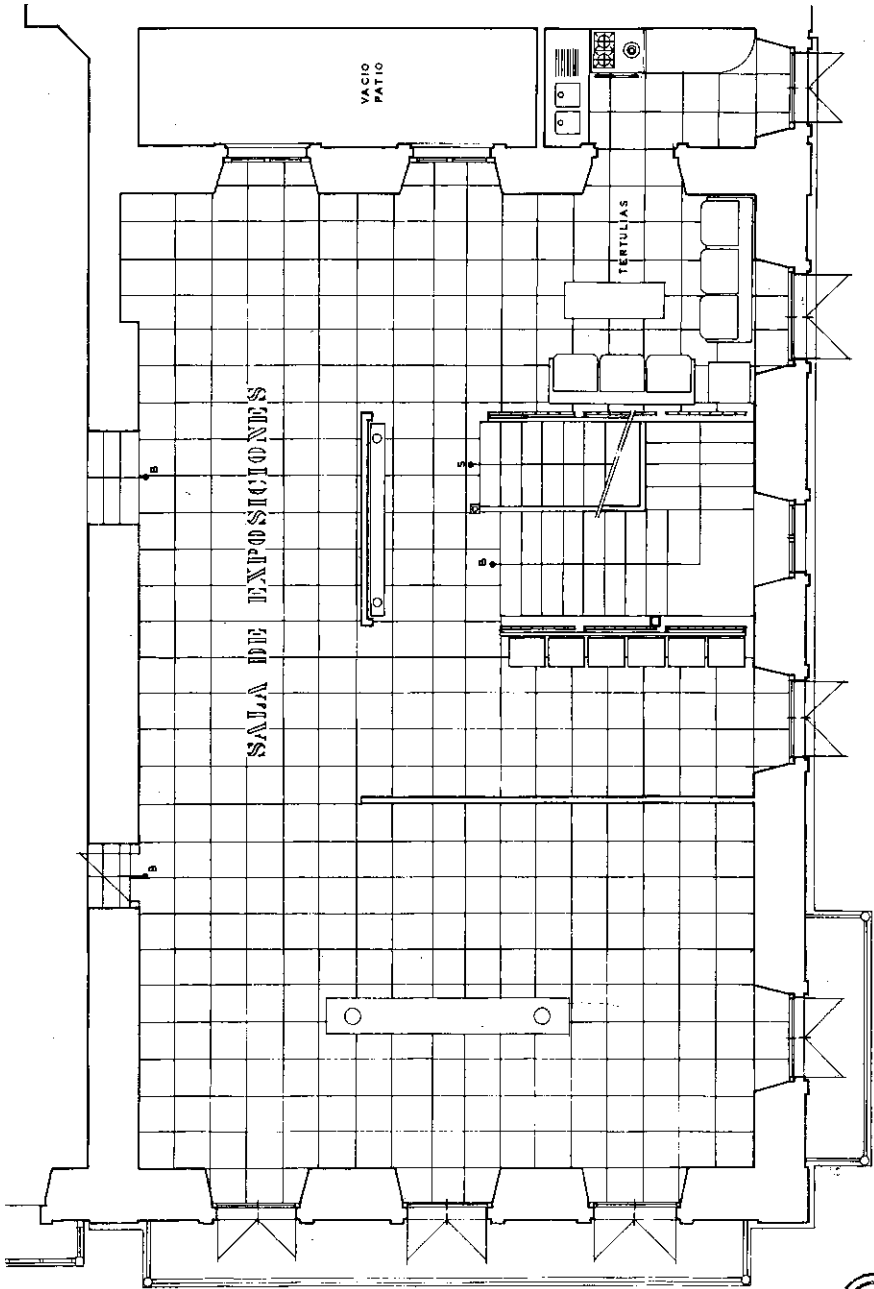 VACIO
PATIO
TERTULIAS
SALA DE EXPOSICIONES
B
S
B
B